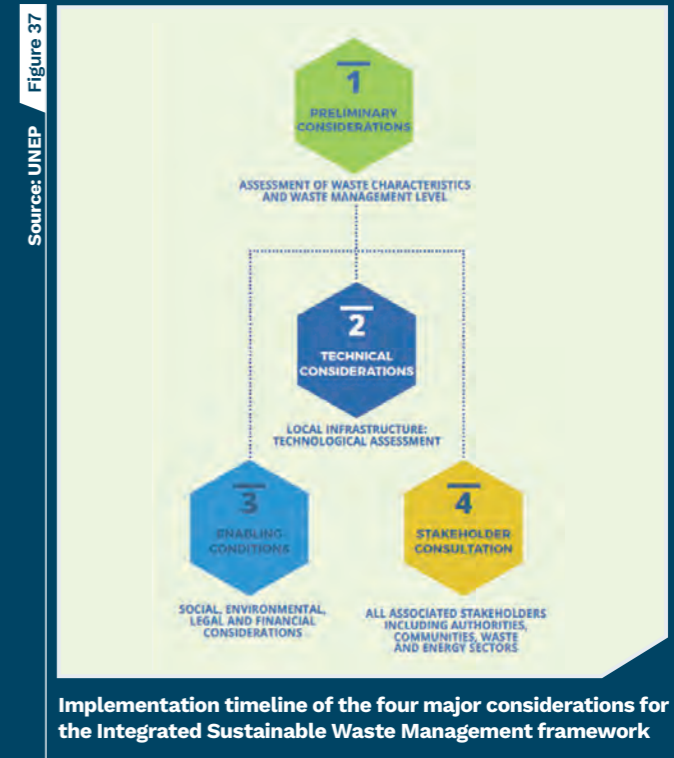 Figure 37
Source: UNEP
1
PRELIMINARY
CONSIDERATIONS
ASSESSMENT OF WASTE CHARACTERISTICS
AND WASTE MANAGEMENT LEVEL
2
TECHNICAL
CONSIDERATIONS
LOCAL INFRASTRUCTURE:
TECHNOLOGICAL ASSESSMENT
3
ENABLING
CONDITIONS
SOCIAL, ENVIRONMENTAL,
LEGAL AND FINANCIAL
CONSIDERATIONS
4
STAKEHOLDER
CONSULTATION
ALL ASSOCIATED STAKEHOLDERS
INCLUDING AUTHORITIES,
COMMUNITIES, WASTE
AND ENERGY SECTORS
Implementation timeline of the four major considerations for
the Integrated Sustainable Waste Management framework